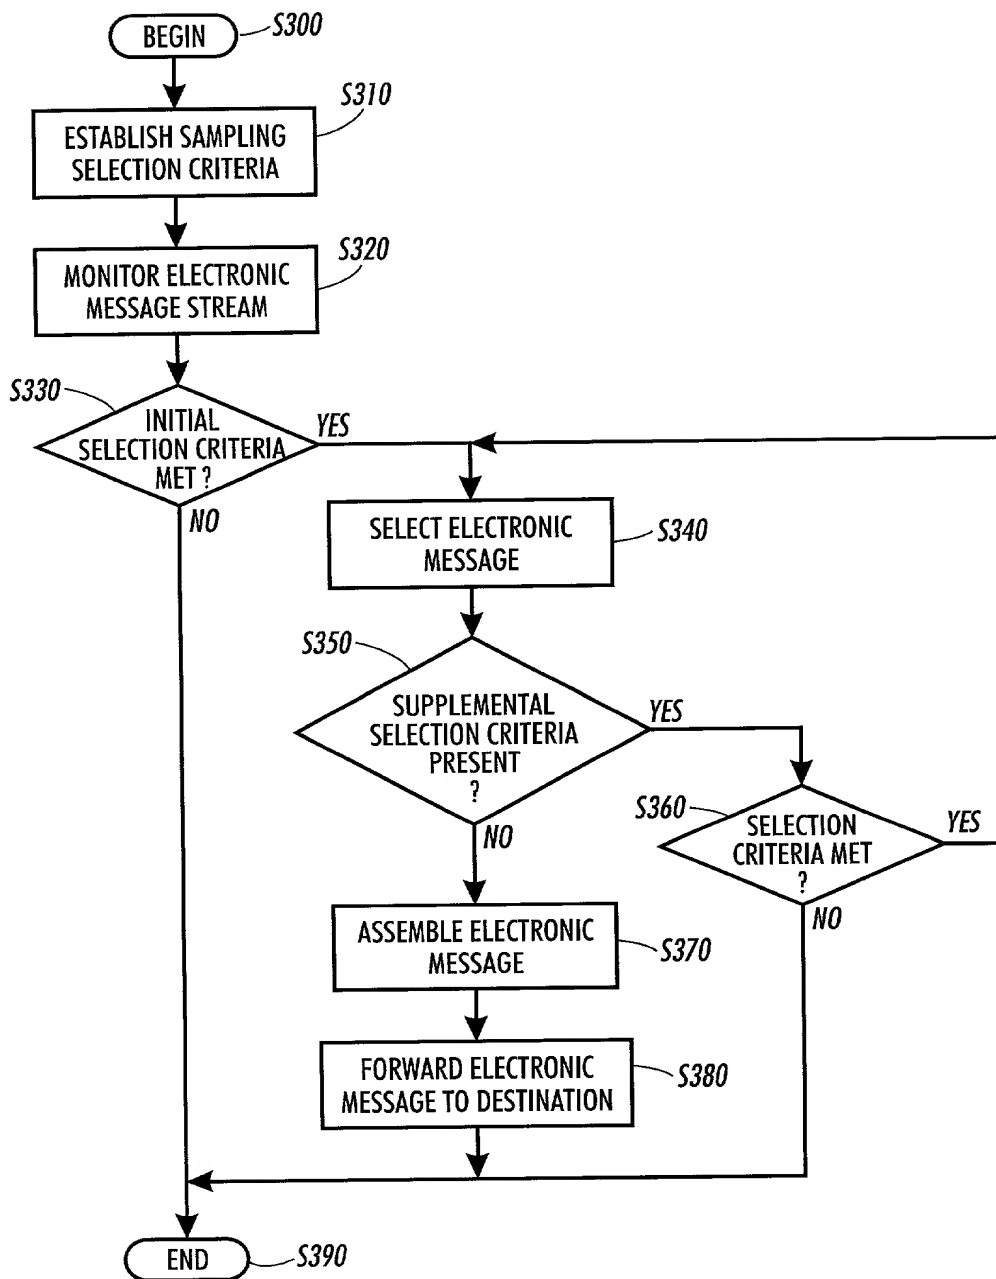 BEGIN
S300
S310
ESTABLISH SAMPLING
SELECTION CRITERIA
S320
MONITOR ELECTRONIC
MESSAGE STREAM
S330
INITIAL
SELECTION CRITERIA
MET ?
YES
NO
SELECT ELECTRONIC
MESSAGE
S340
S350
SUPPLEMENTAL
SELECTION CRITERIA
PRESENT
?
YES
NO
S360
SELECTION
CRITERIA MET
?
YES
NO
ASSEMBLE ELECTRONIC
MESSAGE
S370
FORWARD ELECTRONIC
MESSAGE TO DESTINATION
S380
END
S390